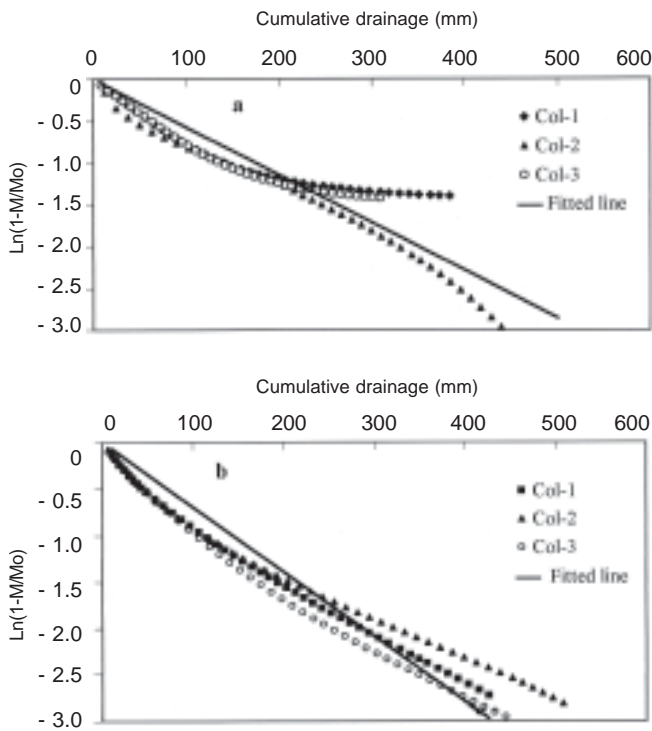 Cumulative drainage (mm)
0 100 200 300 400 500 600
0
- 0.5
- 1.0
- 1.5
- 2.0
- 2.5
- 3.0
Ln(1-M/Mo)
a
Col-1
Col-2
Col-3
Fitted line
Cumulative drainage (mm)
0 100 200 300 400 500 600
0
- 0.5
- 1.0
- 1.5
- 2.0
- 2.5
- 3.0
Ln(1-M/Mo)
b
Col-1
Col-2
Col-3
Fitted line